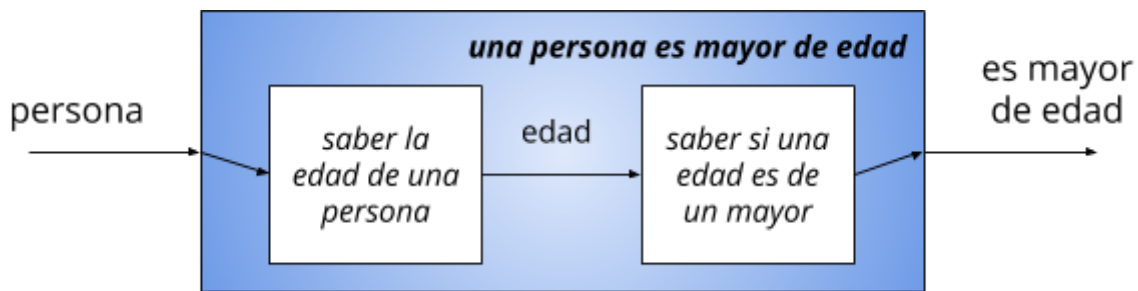 una persona es mayor de edad
persona
saber la
edad de una
persona
edad
saber si una
edad es de
un mayor
es mayor
de edad